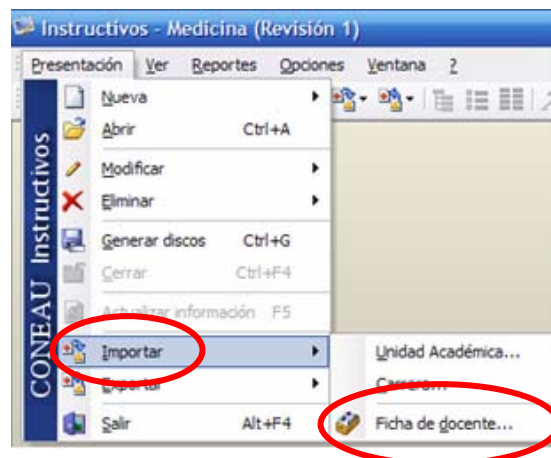 Instructivos - Medicina (Revisión 1)
Presentación Ver Reportes Opciones Ventana ?
CONEAU Instructivos
Nueva
Abrir Ctrl+A
Modificar
Eliminar
Generar discos Ctrl+G
Cerrar Ctrl+F4
Actualizar información F5
Importar
Exportar
Salir Alt+F4
Unidad Académica...
Carrera...
Ficha de docente...